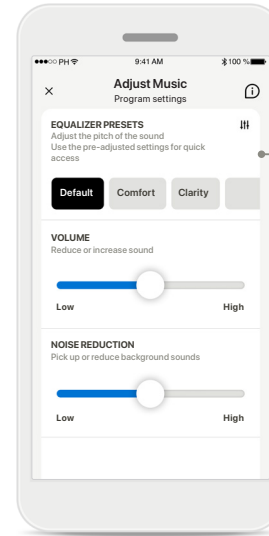 PH 9:41 AM 100 %
Adjust Music
Program settings
EQUALIZER PRESETS
Adjust the pitch of the sound
Use the pre-adjusted settings for quick
access
Default Comfort Clarity
VOLUME
Reduce or increase sound
Low High
NOISE REDUCTION
Pick up or reduce background sounds
Low High